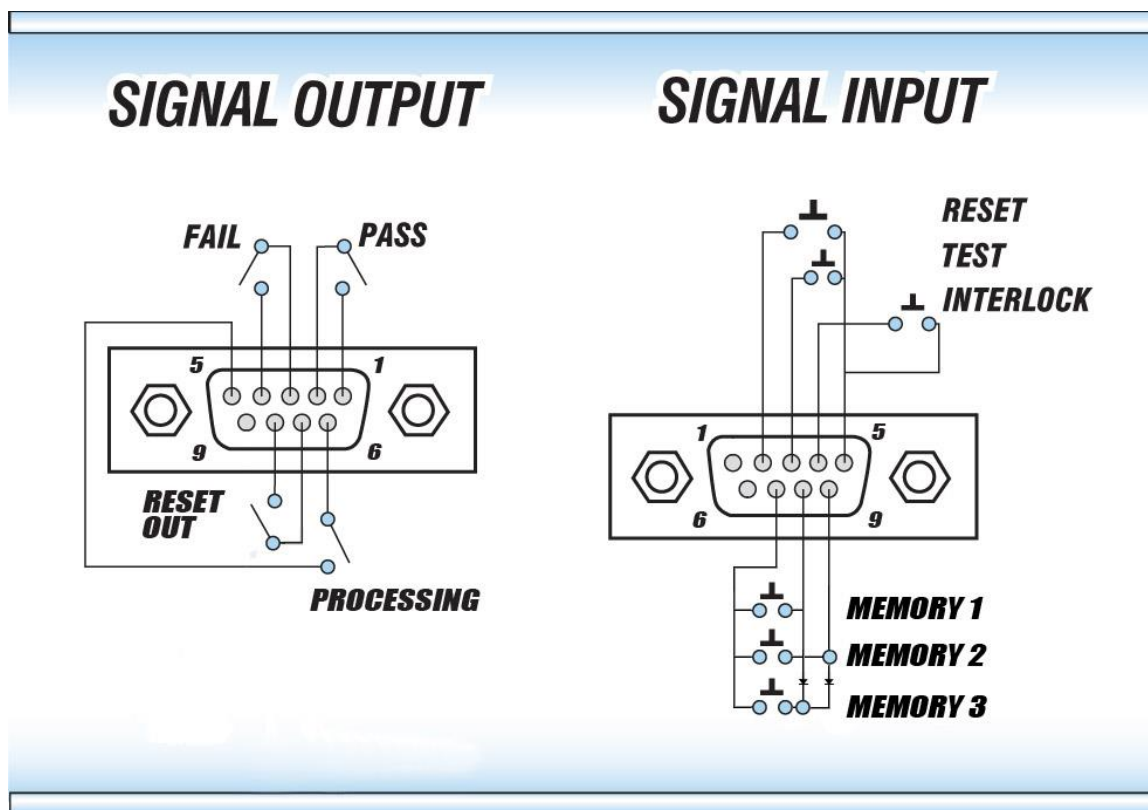 SIGNAL OUTPUT
FAIL
PASS
5
1
9
6
RESET
OUT
PROCESSING
SIGNAL INPUT
RESET
TEST
INTERLOCK
1
5
6
9
MEMORY 1
MEMORY 2
MEMORY 3